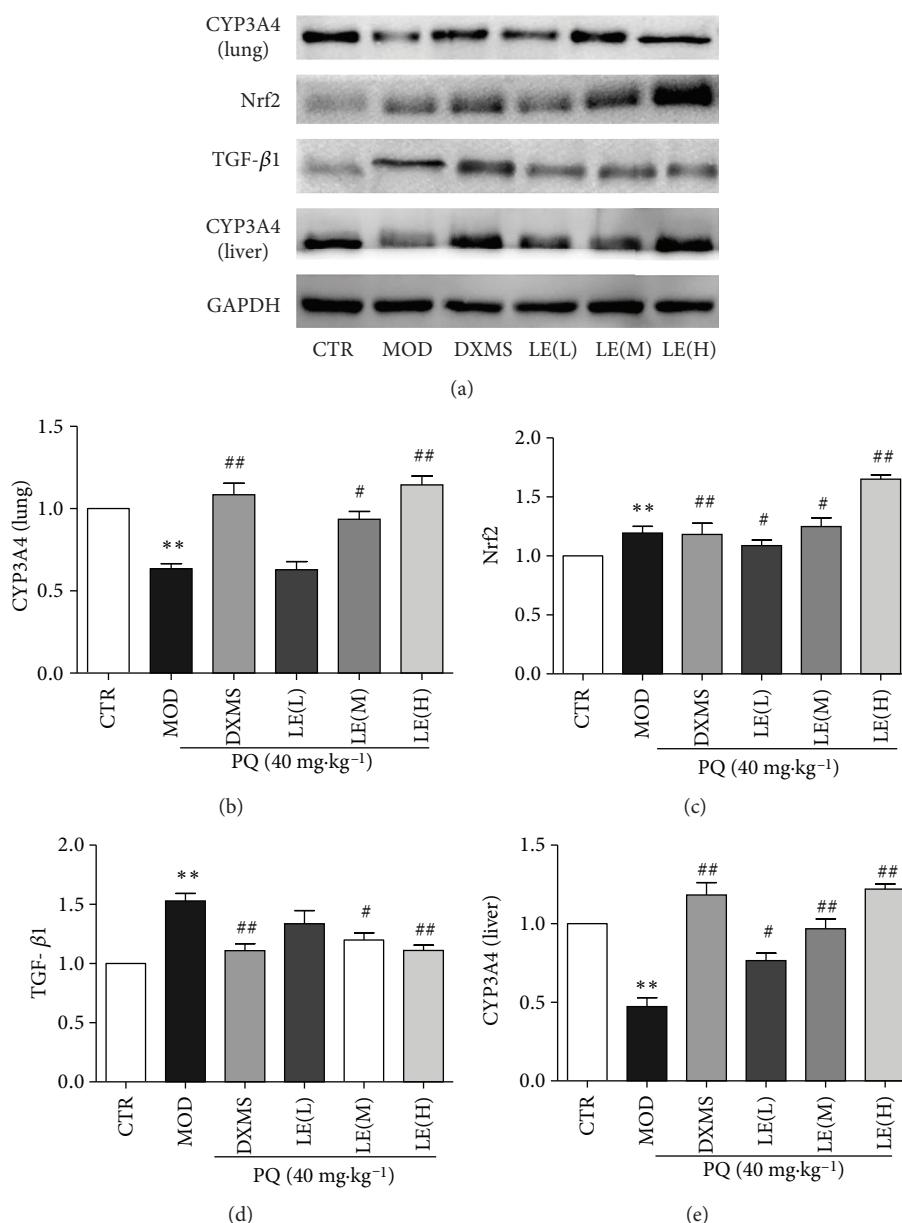 CYP3A4
(lung)
Nrf2
TGF-β1
CYP3A4
(liver)
GAPDH
CTR MOD DXMS LE(L) LE(M) LE(H)
(a)
CYP3A4 (lung)
1.5
1.0
0.5
0.0
**
##
#
##
CTR
MOD
DXMS
LE(L)
LE(M)
LE(H)
PQ (40 mg·kg⁻¹)
(b)
Nrf2
2.0
1.5
1.0
0.5
0.0
**
##
#
#
##
CTR
MOD
DXMS
LE(L)
LE(M)
LE(H)
PQ (40 mg·kg⁻¹)
(c)
TGF- β1
2.0
1.5
1.0
0.5
0.0
**
##
#
##
CTR
MOD
DXMS
LE(L)
LE(M)
LE(H)
PQ (40 mg·kg⁻¹)
(d)
CYP3A4 (liver)
1.5
1.0
0.5
0.0
**
##
#
##
##
CTR
MOD
DXMS
LE(L)
LE(M)
LE(H)
PQ (40 mg·kg⁻¹)
(e)